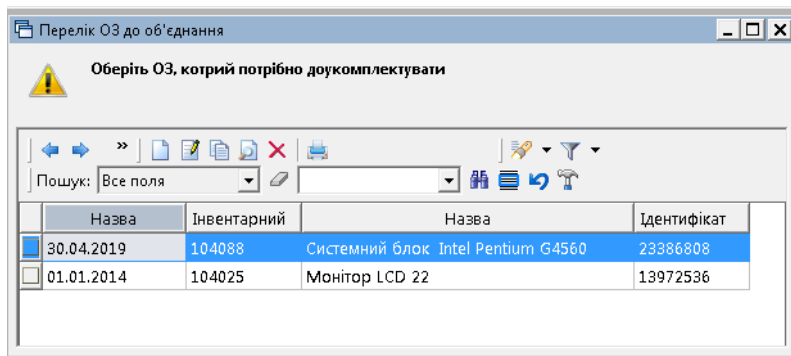 Перелік ОЗ до об'єднання
Оберіть ОЗ, котрий потрібно доукомплектувати
Пошук: Все поля
Назва Інвентарний Назва Ідентифікат
30.04.2019 104088 Системний блок Intel Pentium G4560 23386808
01.01.2014 104025 Монітор LCD 22 13972536